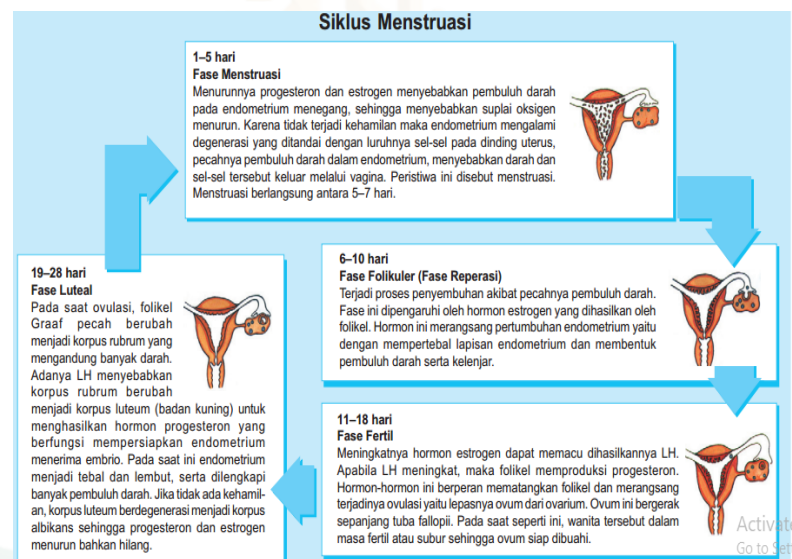 Siklus Menstruasi
1–5 hari
Fase Menstruasi
Menurunnya progesteron dan estrogen menyebabkan pembuluh darah
pada endometrium menegang, sehingga menyebabkan suplai oksigen
menurun. Karena tidak terjadi kehamilan maka endometrium mengalami
degenerasi yang ditandai dengan luruhnya sel-sel pada dinding uterus,
pecahnya pembuluh darah dalam endometrium, menyebabkan darah dan
sel-sel tersebut keluar melalui vagina. Peristiwa ini disebut menstruasi.
Menstruasi berlangsung antara 5–7 hari.
6–10 hari
Fase Folikuler (Fase Reperasi)
Terjadi proses penyembuhan akibat pecahnya pembuluh darah.
Fase ini dipengaruhi oleh hormon estrogen yang dihasilkan oleh
folikel. Hormon ini merangsang pertumbuhan endometrium yaitu
dengan mempertebal lapisan endometrium dan membentuk
pembuluh darah serta kelenjar.
11–18 hari
Fase Fertil
Meningkatnya hormon estrogen dapat memacu dihasilkannya LH.
Apabila LH meningkat, maka folikel memproduksi progesteron.
Hormon-hormon ini berperan mematangkan folikel dan merangsang
terjadinya ovulasi yaitu lepasnya ovum dari ovarium. Ovum ini bergerak
sepanjang tuba fallopii. Pada saat seperti ini, wanita tersebut dalam
masa fertil atau subur sehingga ovum siap dibuahi.
19–28 hari
Fase Luteal
Pada saat ovulasi, folikel
Graaf pecah berubah
menjadi korpus rubrum yang
mengandung banyak darah.
Adanya LH menyebabkan
korpus rubrum berubah
menjadi korpus luteum (badan kuning) untuk
menghasilkan hormon progesteron yang
berfungsi mempersiapkan endometrium
menerima embrio. Pada saat ini endometrium
menjadi tebal dan lembut, serta dilengkapi
banyak pembuluh darah. Jika tidak ada kehamil-
an, korpus luteum berdegenerasi menjadi korpus
albikans sehingga progesteron dan estrogen
menurun bahkan hilang.
Activate
Go to Set